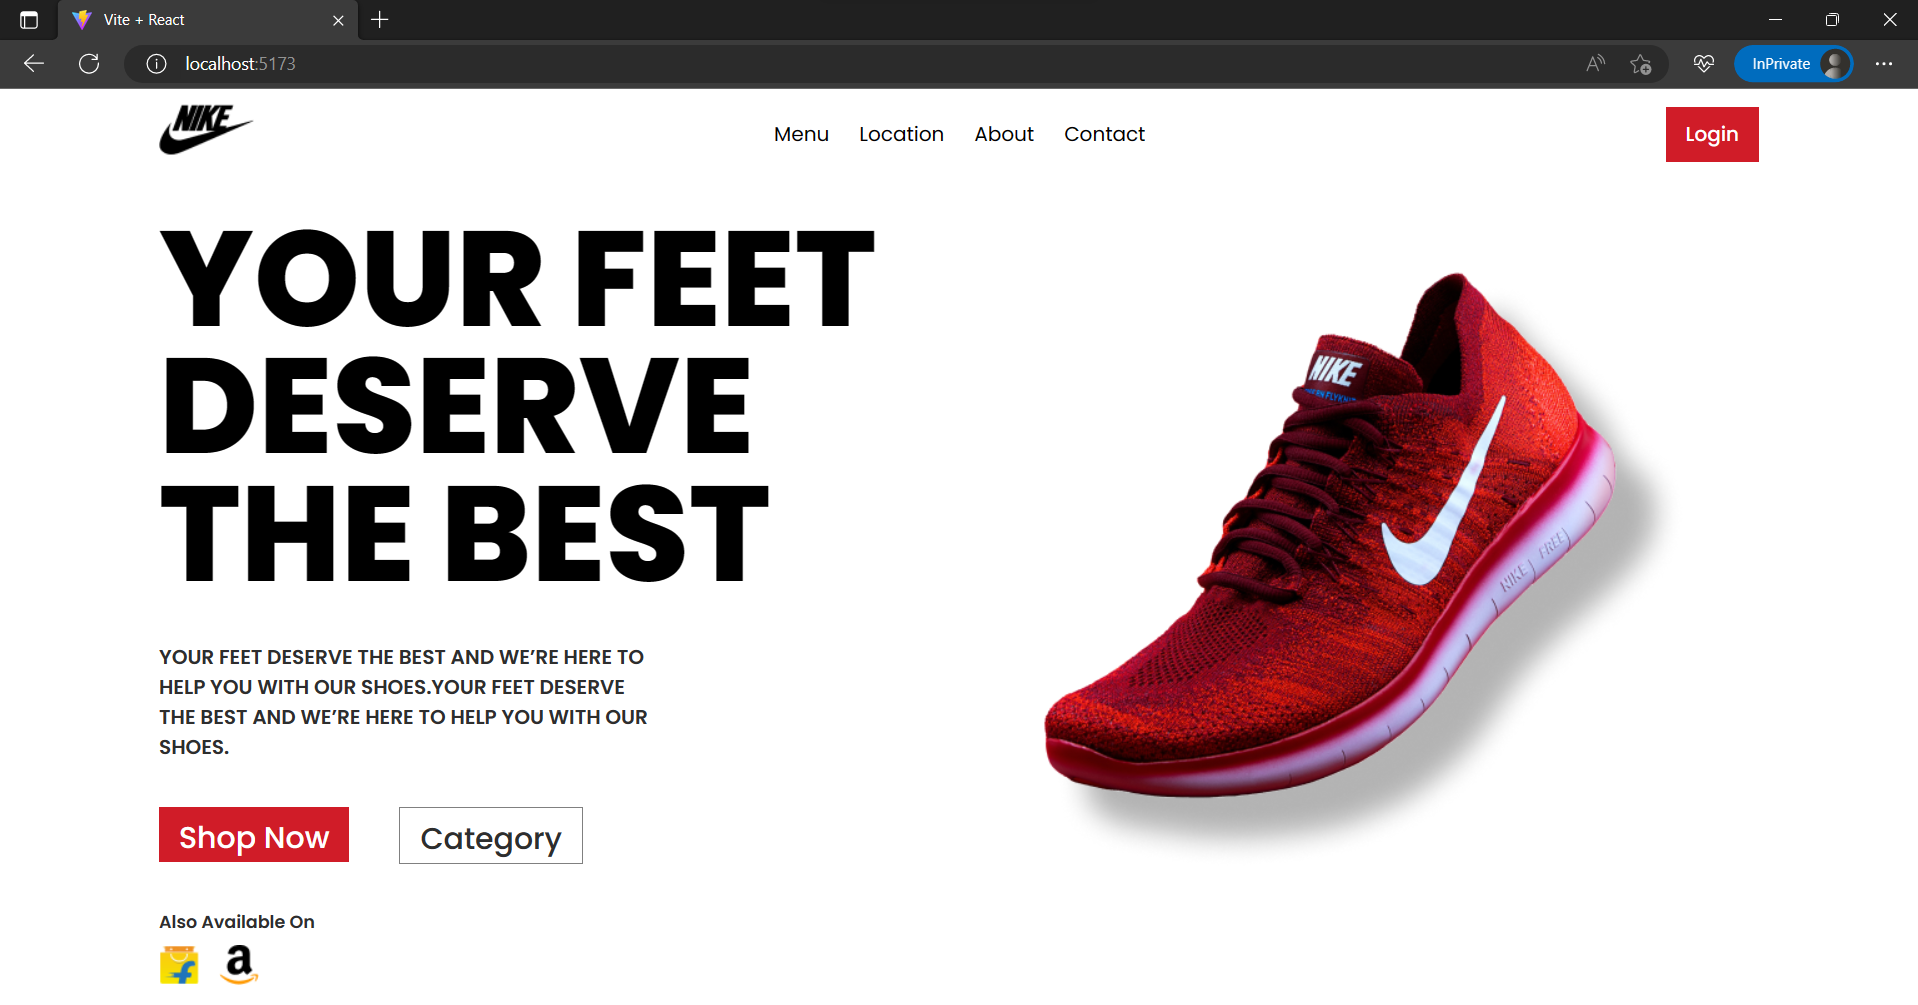 Vite + React
localhost:5173
InPrivate
NIKE
Menu Location About Contact
Login
YOUR FEET
DESERVE
THE BEST
NIKE
NIKE FREE
YOUR FEET DESERVE THE BEST AND WE’RE HERE TO
HELP YOU WITH OUR SHOES.YOUR FEET DESERVE
THE BEST AND WE’RE HERE TO HELP YOU WITH OUR
SHOES.
Shop Now
Category
Also Available On
f
a